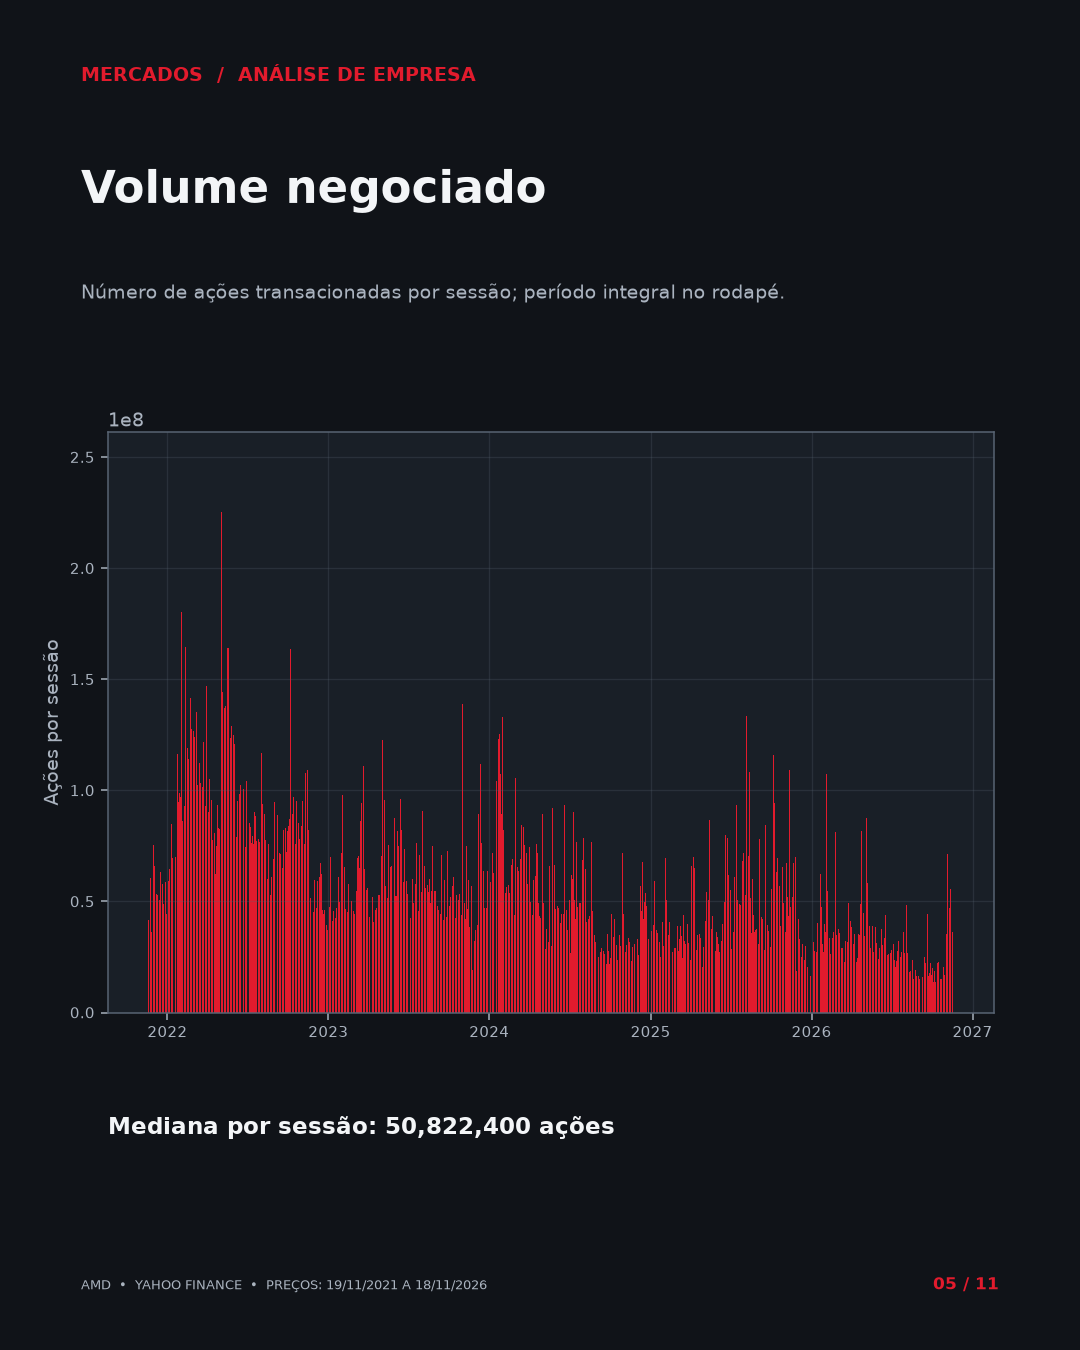 MERCADOS / ANÁLISE DE EMPRESA
Volume negociado
Número de ações transacionadas por sessão; período integral no rodapé.
1e8
2.5
2.0
1.5
1.0
0.5
0.0
Ações por sessão
2022 2023 2024 2025 2026 2027
Mediana por sessão: 50,822,400 ações
AMD • YAHOO FINANCE • PREÇOS: 19/11/2021 A 18/11/2026
05 / 11